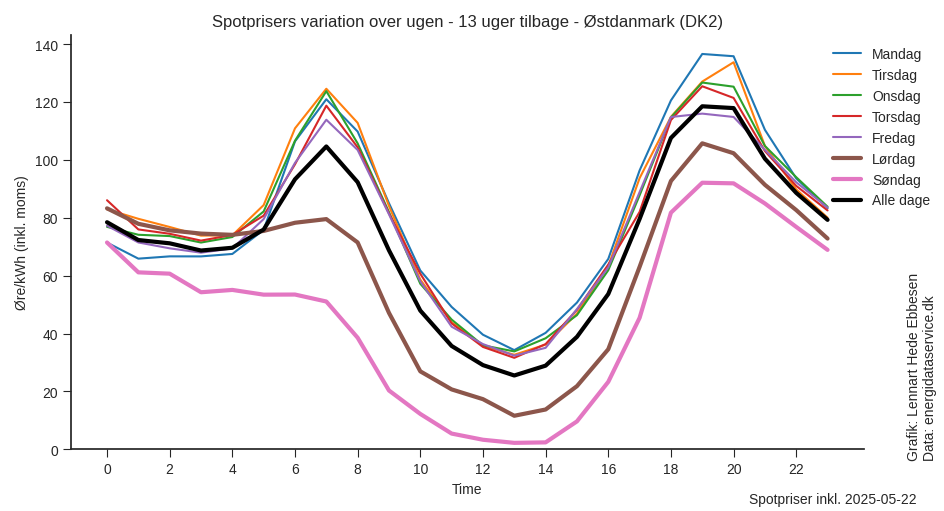 Spotprisers variation over ugen - 13 uger tilbage - Østdanmark (DK2)
Øre/kWh (inkl. moms)
140
120
100
80
60
40
20
0
0 2 4 6 8 10 12 14 16 18 20 22
Time
Mandag
Tirsdag
Onsdag
Torsdag
Fredag
Lørdag
Søndag
Alle dage
Grafik: Lennart Hede Ebbesen
Data: energidataservice.dk
Spotpriser inkl. 2025-05-22